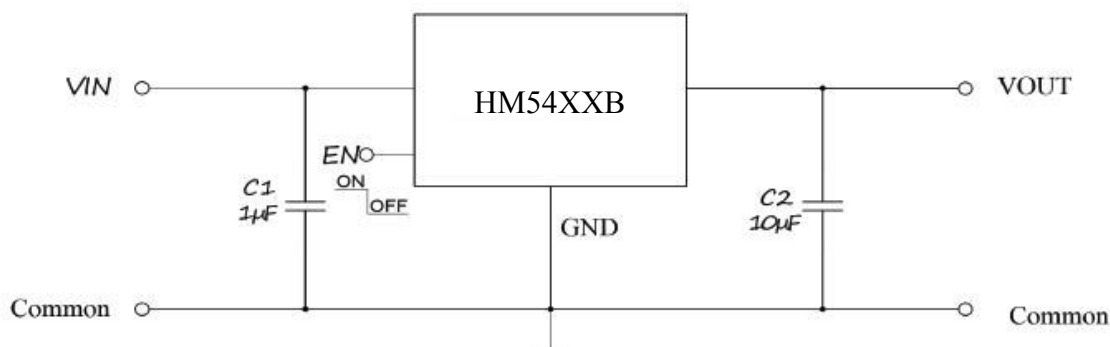 HM54XXB
VIN
VOUT
EN
ON
OFF
C1
1µF
C2
10µF
GND
Common
Common